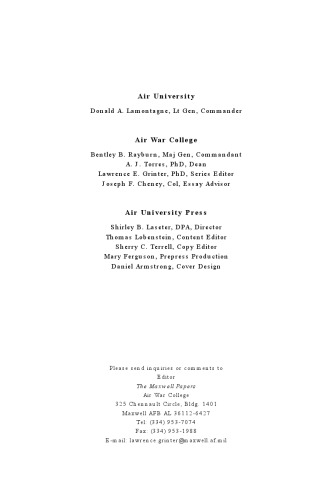 Air University
Donald A. Lamontagne, Lt Gen, Commander
Air War College
Bentley B. Rayburn, Maj Gen, Commandant
A. J. Torres, PhD, Dean
Lawrence E. Grinter, PhD, Series Editor
Joseph F. Cheney, Col, Essay Advisor
Air University Press
Shirley B. Laseter, DPA, Director
Thomas Lobenstein, Content Editor
Sherry C. Terrell, Copy Editor
Mary Ferguson, Prepress Production
Daniel Armstrong, Cover Design
Please send inquiries or comments to
Editor
The Maxwell Papers
Air War College
325 Chennault Circle, Bldg. 1401
Maxwell AFB AL 36112-6427
Tel: (334) 953-7074
Fax: (334) 953-1988
E-mail: lawrence.grinter@maxwell.af.mil